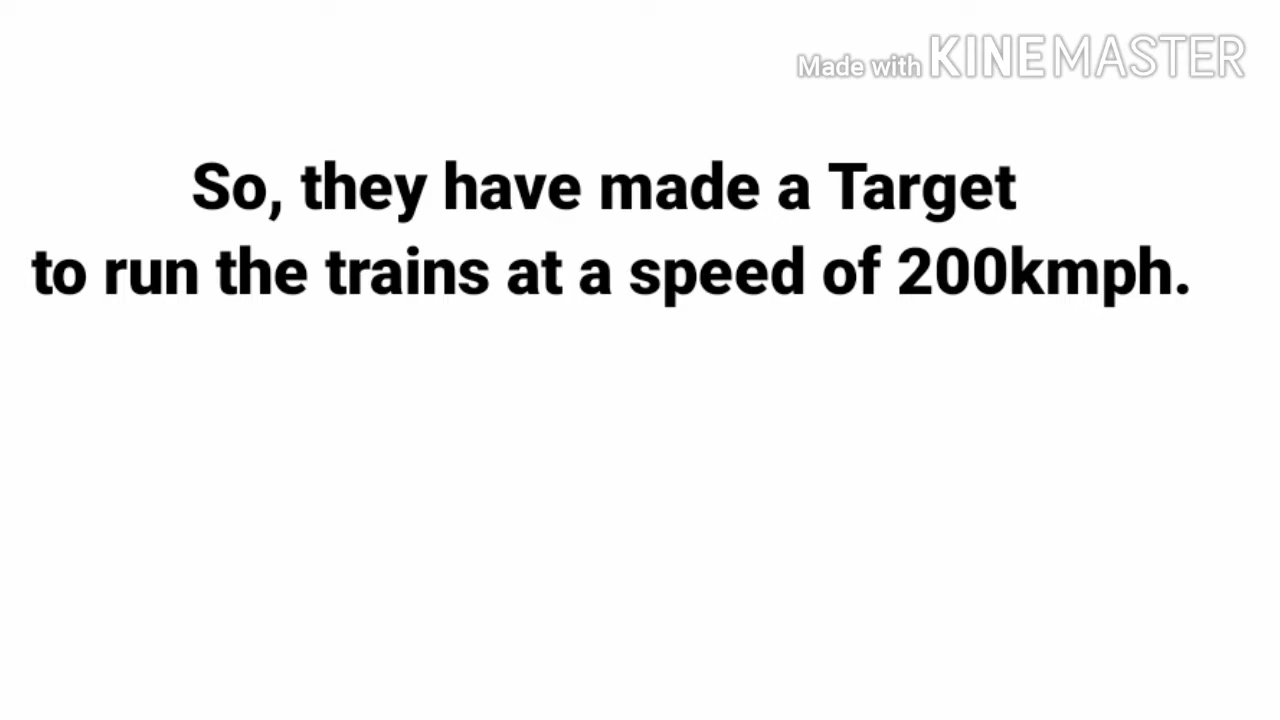 Made with KINEMASTER
So, they have made a Target
to run the trains at a speed of 200kmph.